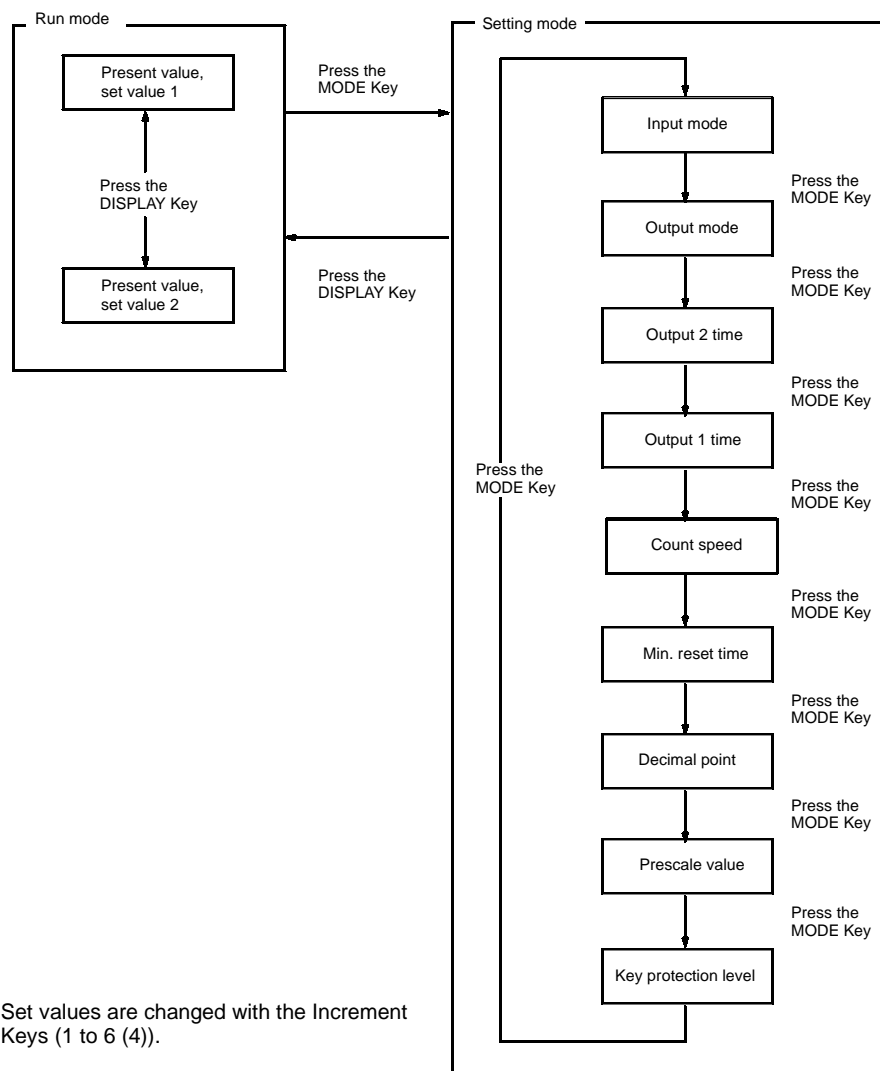 Run mode
Present value,
set value 1
Press the
DISPLAY Key
Present value,
set value 2
Press the
MODE Key
Press the
DISPLAY Key
Setting mode
Input mode
Press the
MODE Key
Output mode
Press the
MODE Key
Output 2 time
Press the
MODE Key
Output 1 time
Press the
MODE Key
Press the
MODE Key
Count speed
Press the
MODE Key
Min. reset time
Press the
MODE Key
Decimal point
Press the
MODE Key
Prescale value
Press the
MODE Key
Key protection level
Set values are changed with the Increment
Keys (1 to 6 (4)).